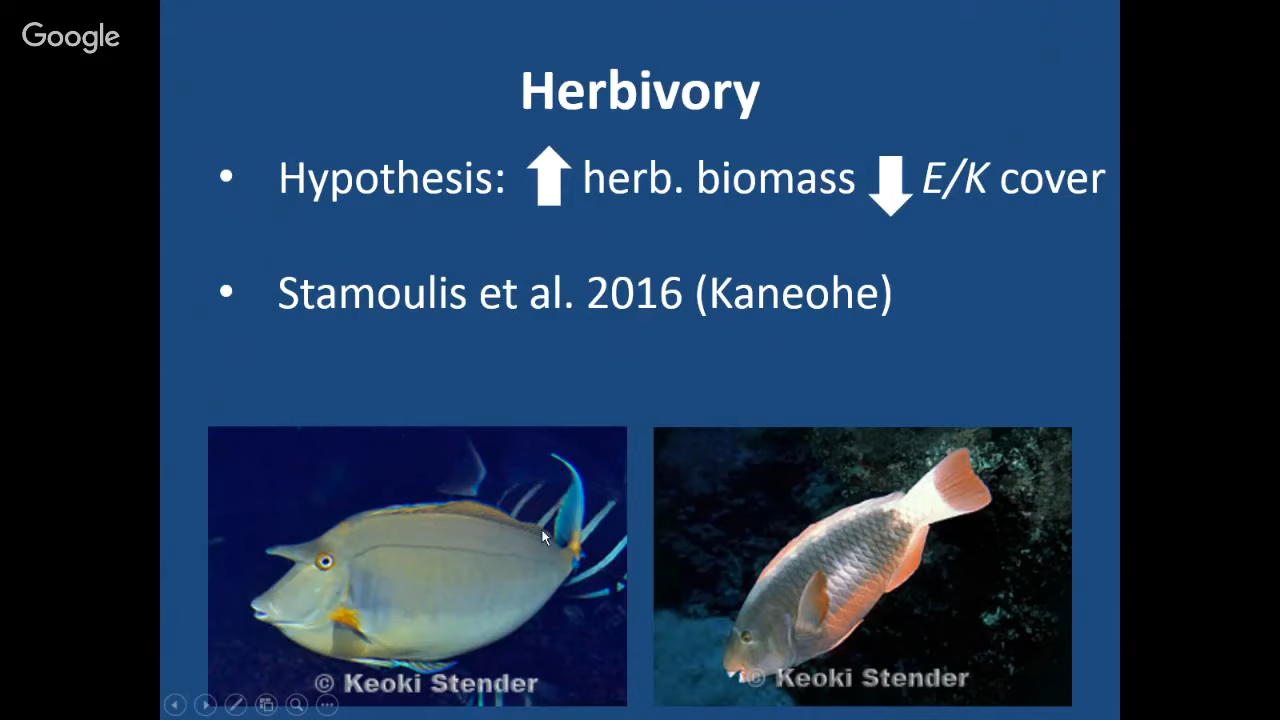 Google
Herbivory
• Hypothesis: herb. biomass E/K cover
• Stamoulis et al. 2016 (Kaneohe)
© Keoki Stender
© Keoki Stender